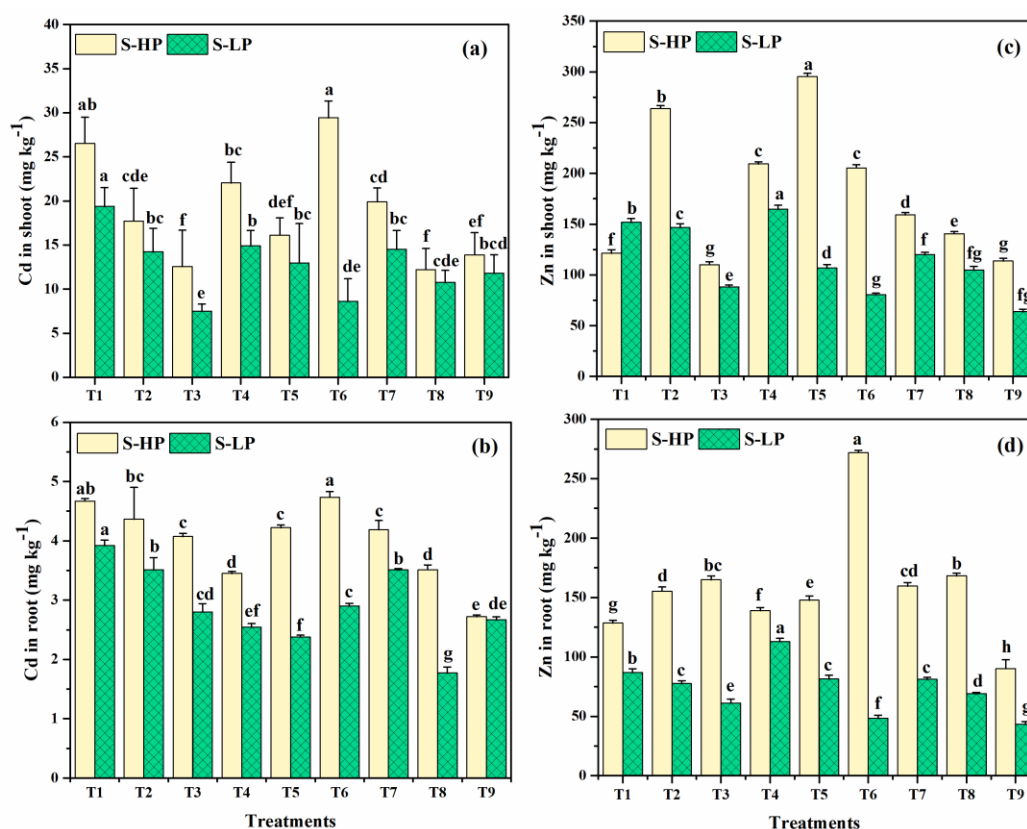 (a)
S-HP S-LP
Cd in shoot (mg kg⁻¹)
40
35
30
25
20
15
10
5
0
ab a cde bc f e bc b def bc a de cd bc f cde ef bcd
T1 T2 T3 T4 T5 T6 T7 T8 T9
(c)
S-HP S-LP
Zn in shoot (mg kg⁻¹)
350
300
250
200
150
100
50
0
f b b c g e c a a d c g d f e fg g fg
T1 T2 T3 T4 T5 T6 T7 T8 T9
(b)
S-HP S-LP
Cd in root (mg kg⁻¹)
6
5
4
3
2
1
0
ab a bc b c cd d ef c f a c c b d g e de
T1 T2 T3 T4 T5 T6 T7 T8 T9
Treatments
(d)
S-HP S-LP
Zn in root (mg kg⁻¹)
300
250
200
150
100
50
0
g b d c bc e f a e c a f cd c b d h g
T1 T2 T3 T4 T5 T6 T7 T8 T9
Treatments